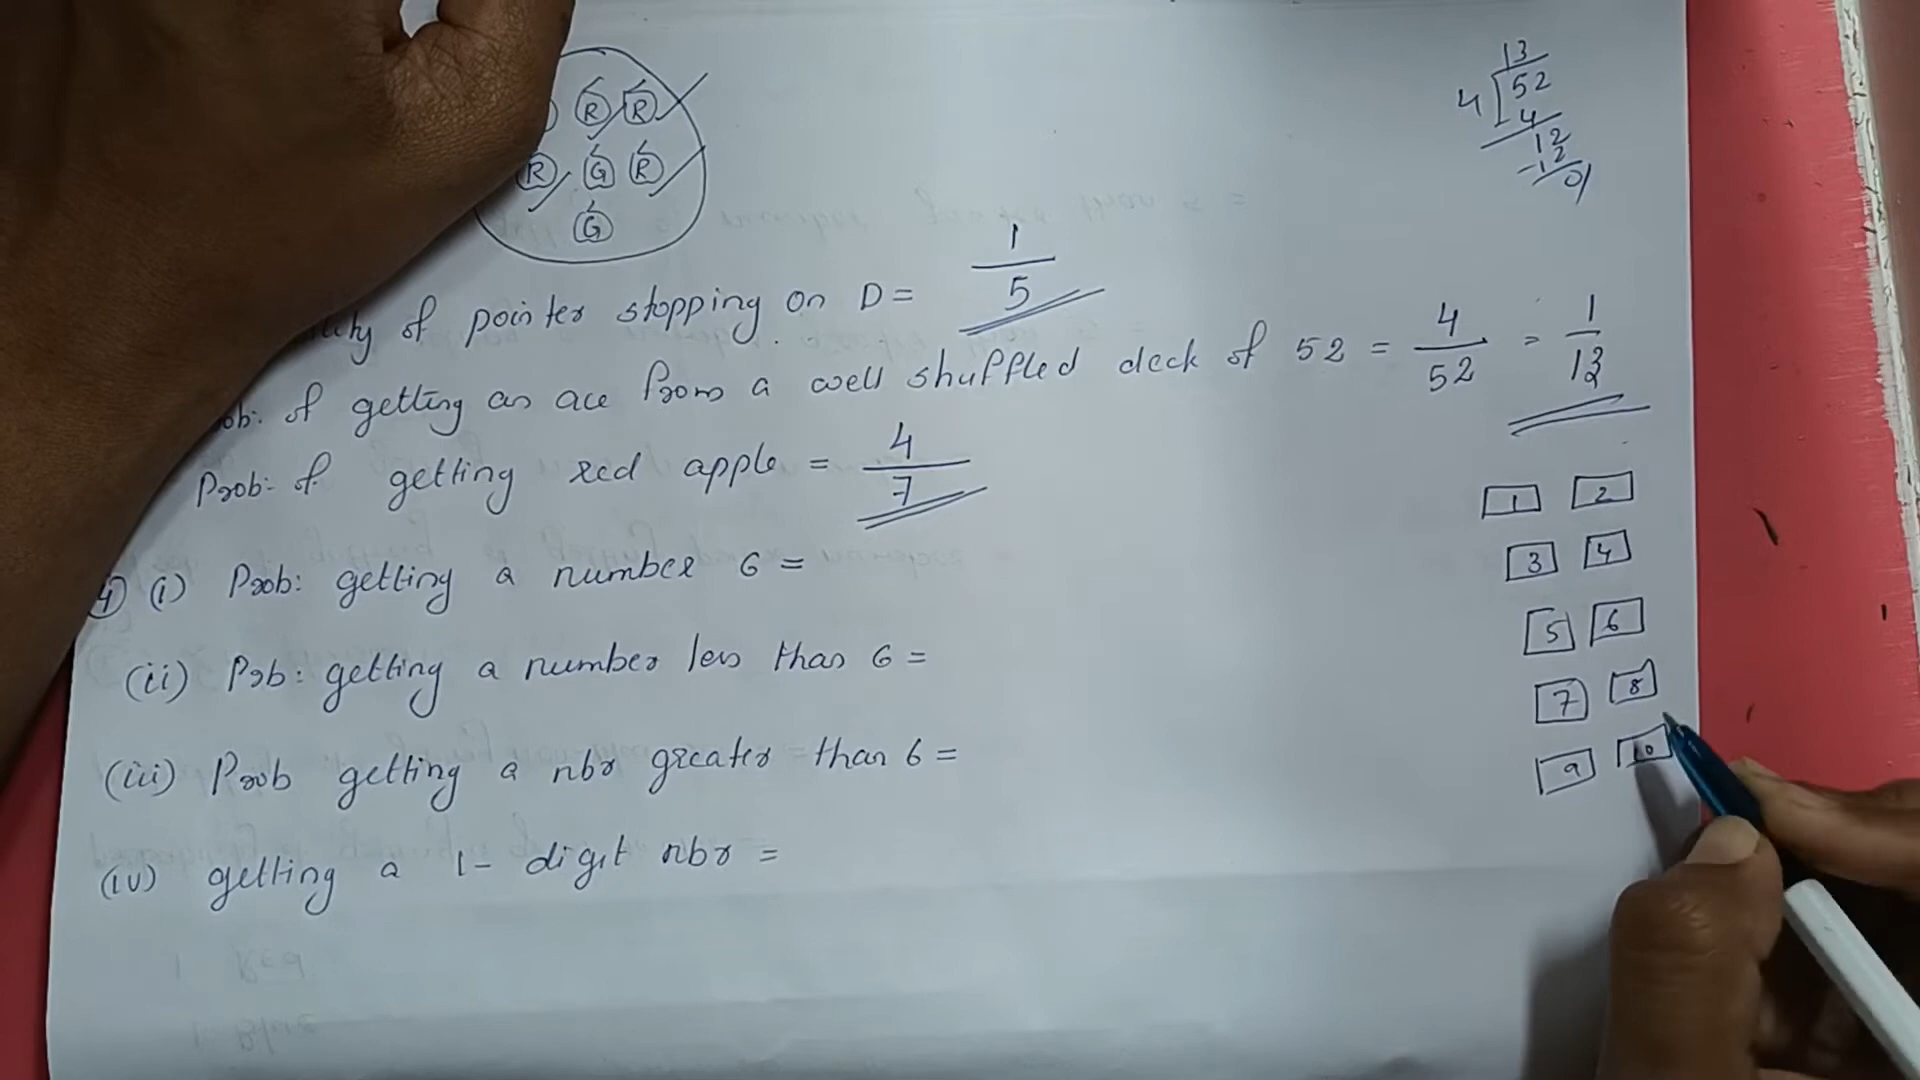 R R
R G R
G
13
4 52
4
12
-12
0
of pointer stopping on D = 1/5
of getting an ace from a well shuffled deck of 52 = 4/52 = 1/13
Prob: of getting red apple = 4/7
4 (i) Prob: getting a number 6 =
(ii) Prob: getting a number less than 6 =
(iii) Prob getting a nbr greater than 6 =
(iv) getting a 1-digit nbr =
1 2
3 4
5 6
7 8
9 10